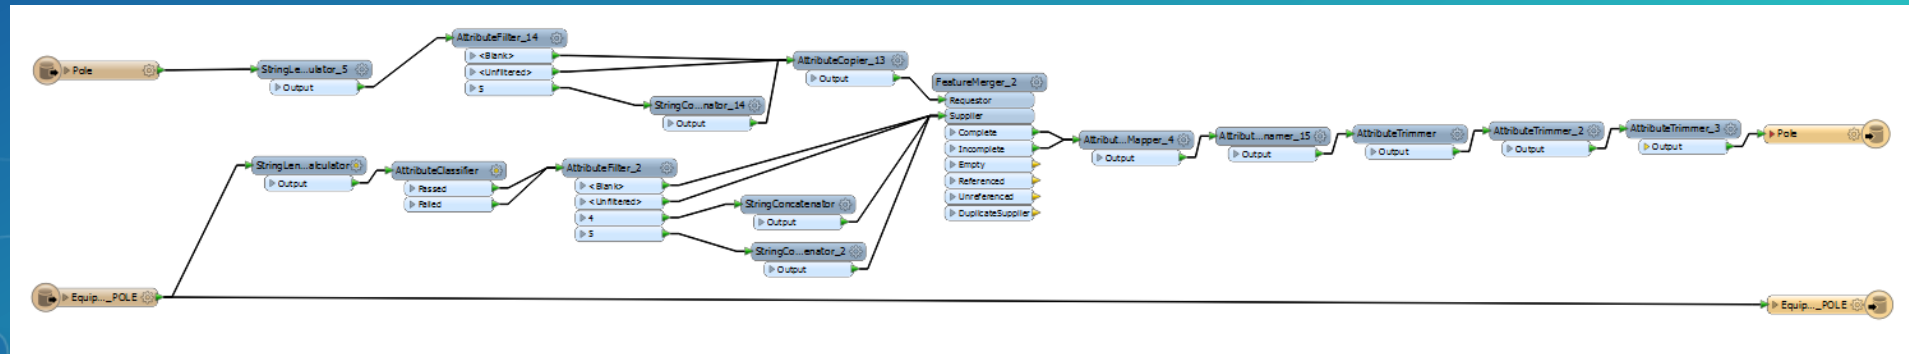 Pole
StringLe...ulator_5
Output
AttributeFilter_14
<Blank>
<Unfiltered>
5
StringCo...nator_14
Output
AttributeCopier_13
Output
FeatureMerger_2
Requestor
Supplier
Complete
Incomplete
Empty
Referenced
Unreferenced
DuplicateSupplier
Attribut...Mapper_4
Output
Attribut...namer_15
Output
AttributeTrimmer
Output
AttributeTrimmer_2
Output
AttributeTrimmer_3
Output
Pole
StringLen...alculator
Output
AttributeClassifier
Passed
Failed
AttributeFilter_2
<Blank>
<Unfiltered>
4
5
StringConcatenator
Output
StringCo...enator_2
Output
Equip..._POLE
Equip..._POLE